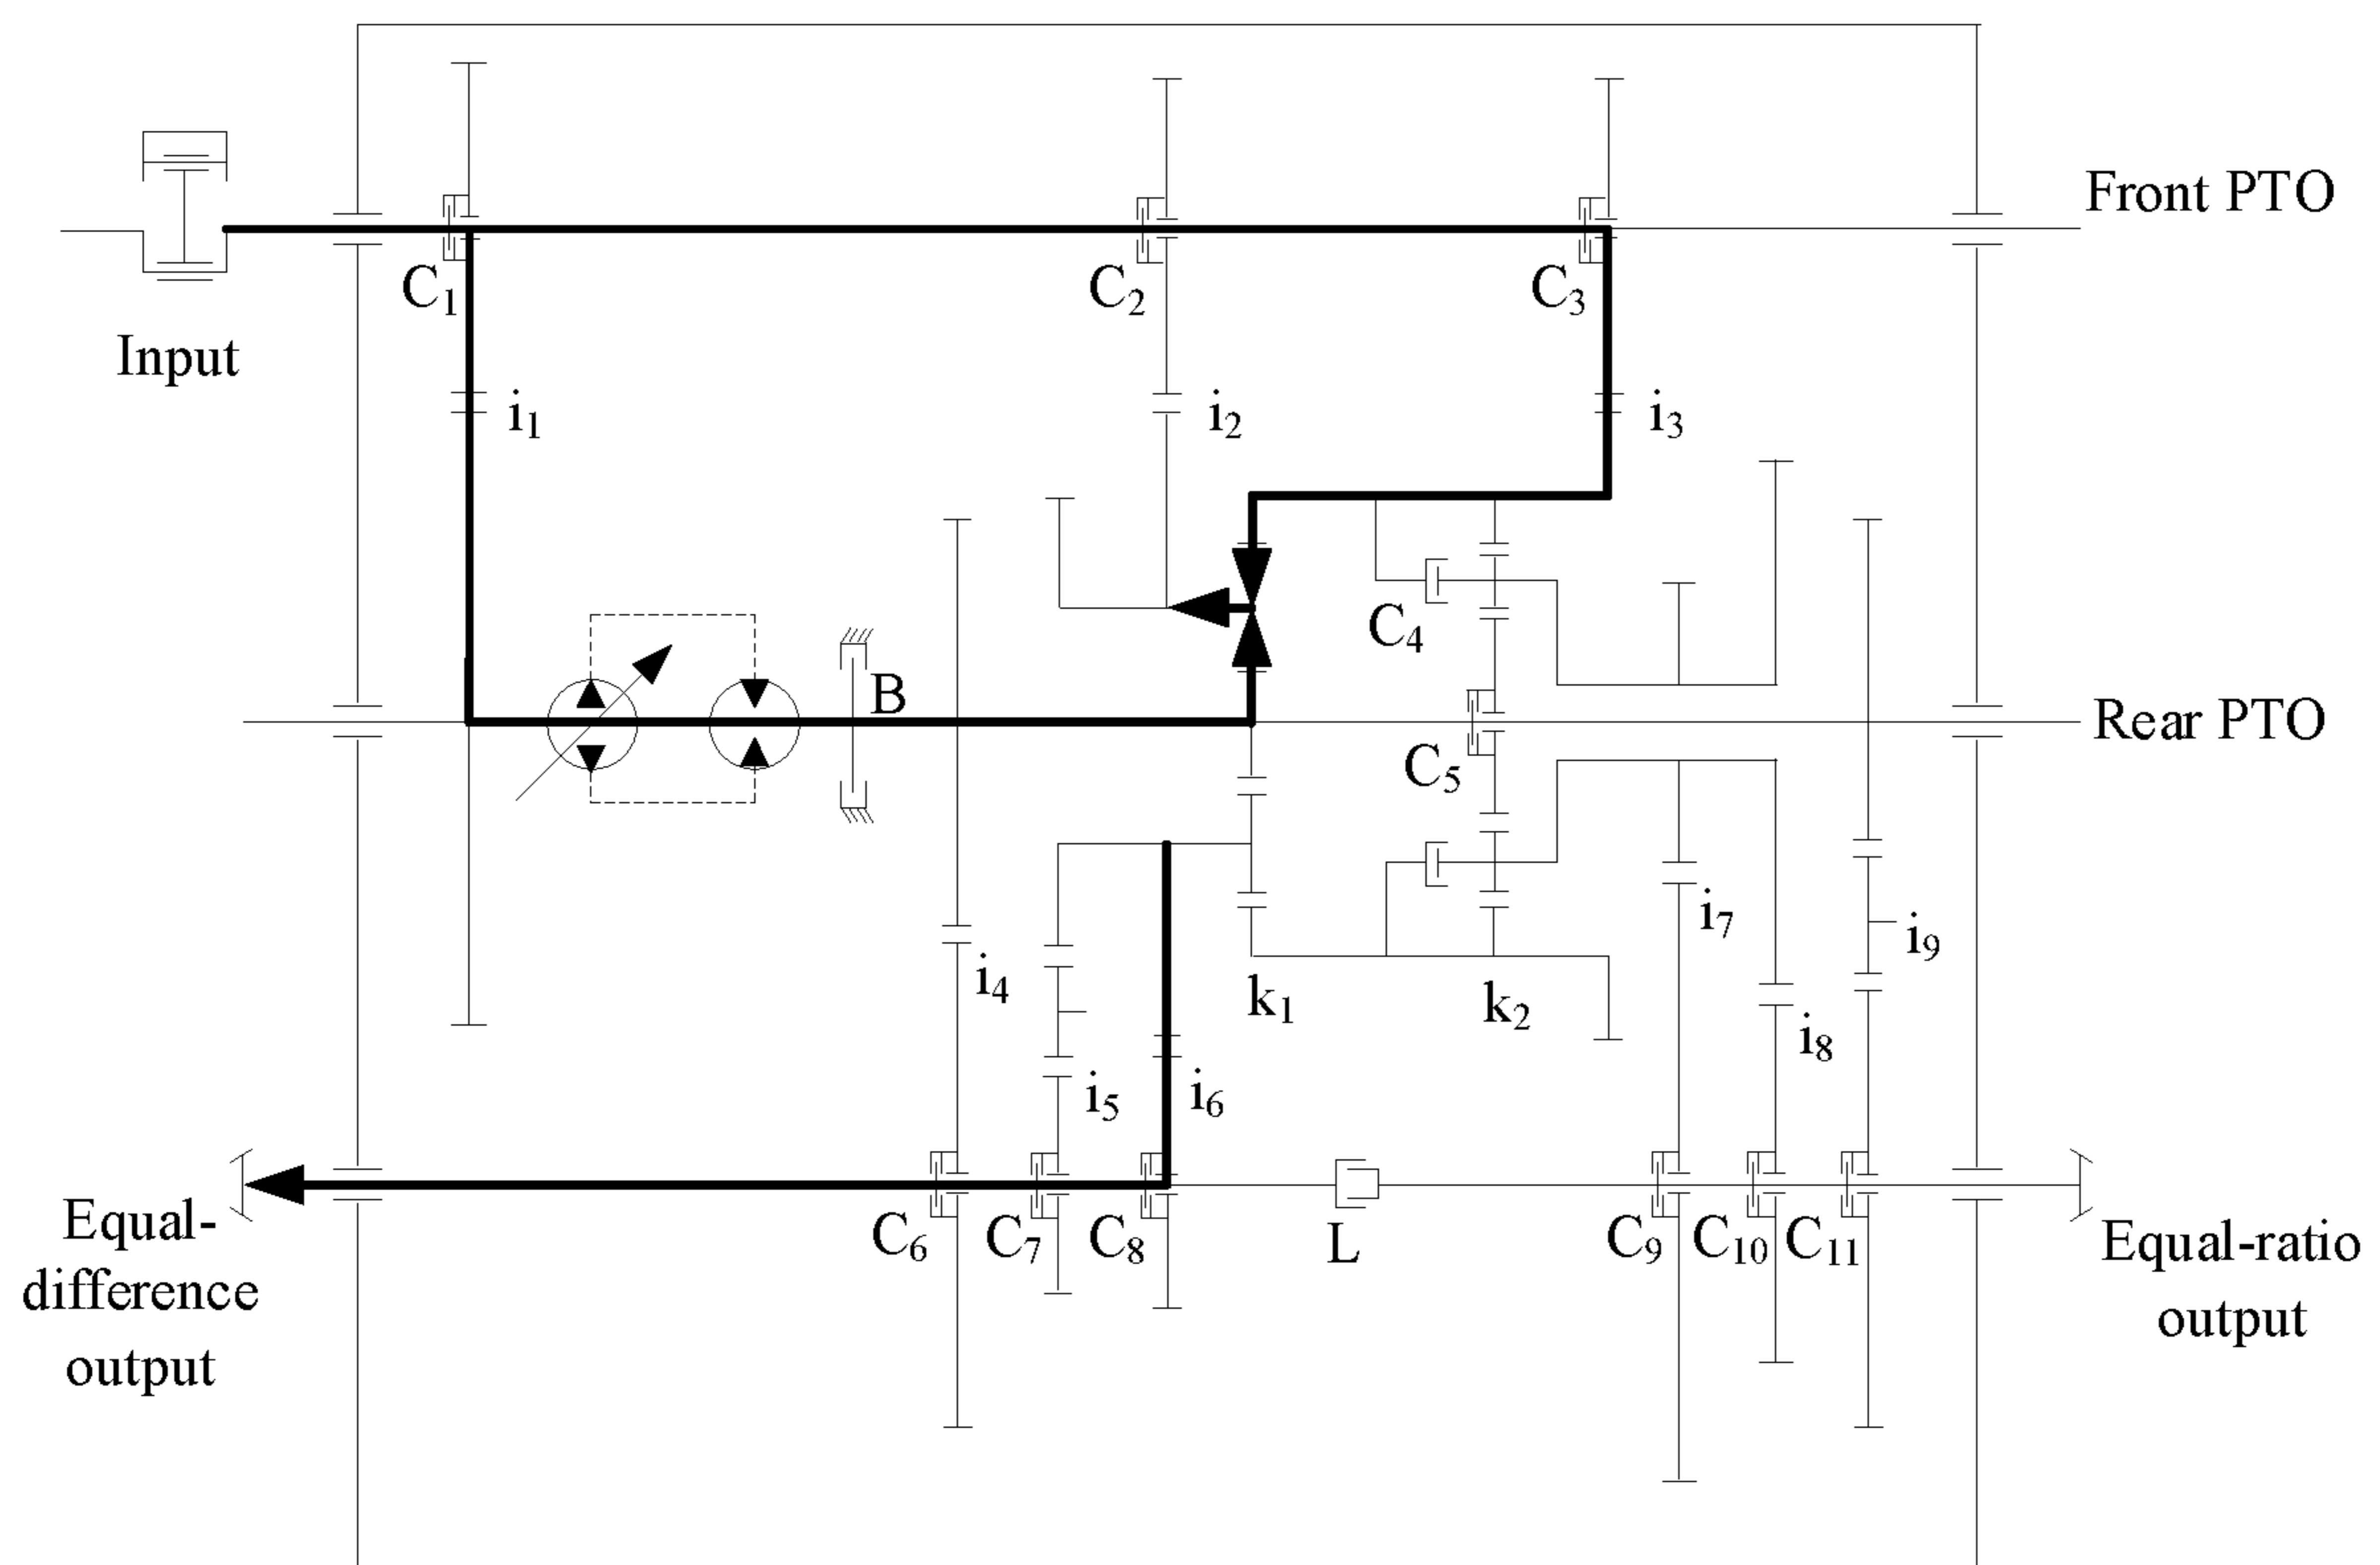 Front PTO
C₁
C₂
C₃
Input
i₁
i₂
i₃
C₄
B
Rear PTO
C₅
i₇
i₉
i₄
k₁
k₂
i₈
i₅
i₆
Equal-
difference
output
C₆
C₇
C₈
L
C₉
C₁₀
C₁₁
Equal-ratio
output